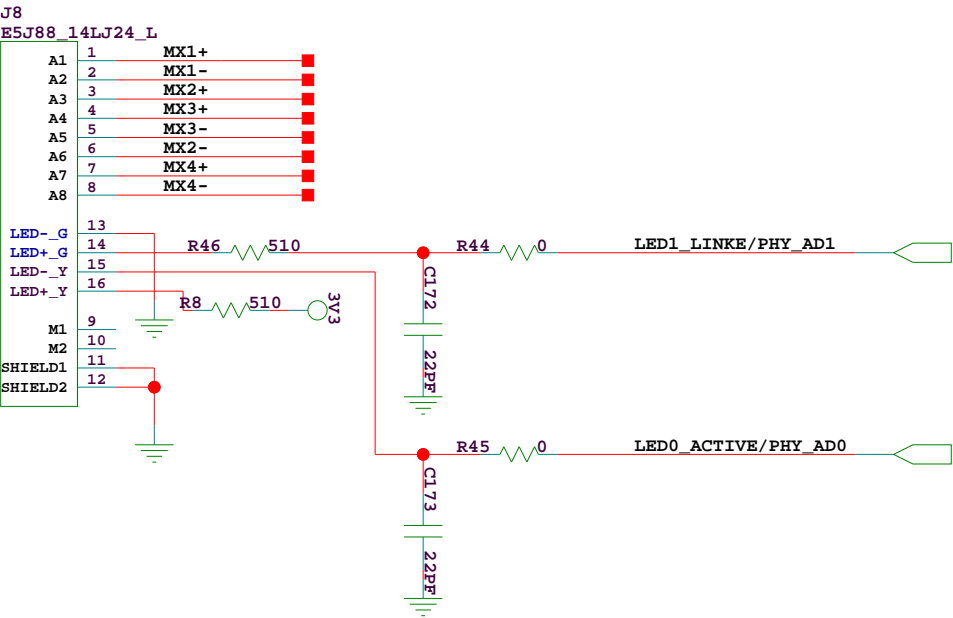 J8
E5J88_14LJ24_L
A1 1 MX1+
A2 2 MX1-
A3 3 MX2+
A4 4 MX3+
A5 5 MX3-
A6 6 MX2-
A7 7 MX4+
A8 8 MX4-
LED-_G 13
LED+_G 14 R46 510 R44 0 LED1_LINKE/PHY_AD1
LED-_Y 15
LED+_Y 16 R8 510 3V3
C172
22PF
M1 9
M2 10
SHIELD1 11
SHIELD2 12
R45 0 LED0_ACTIVE/PHY_AD0
C173
22PF